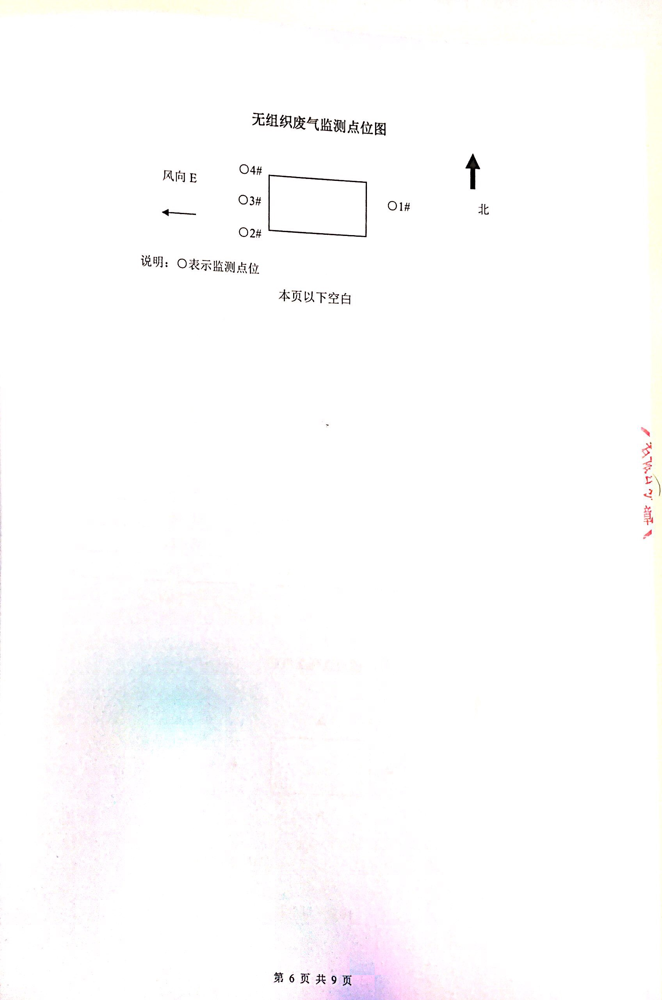 无组织废气监测点位图
风向 E
○4#
○3#
○1#
北
○2#
说明：○表示监测点位
本页以下空白
章
第 6 页 共 9 页